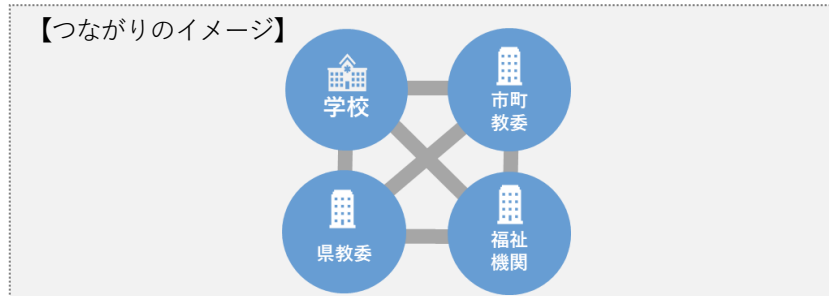 【つながりのイメージ】
学校
市町
教委
県教委
福祉
機関